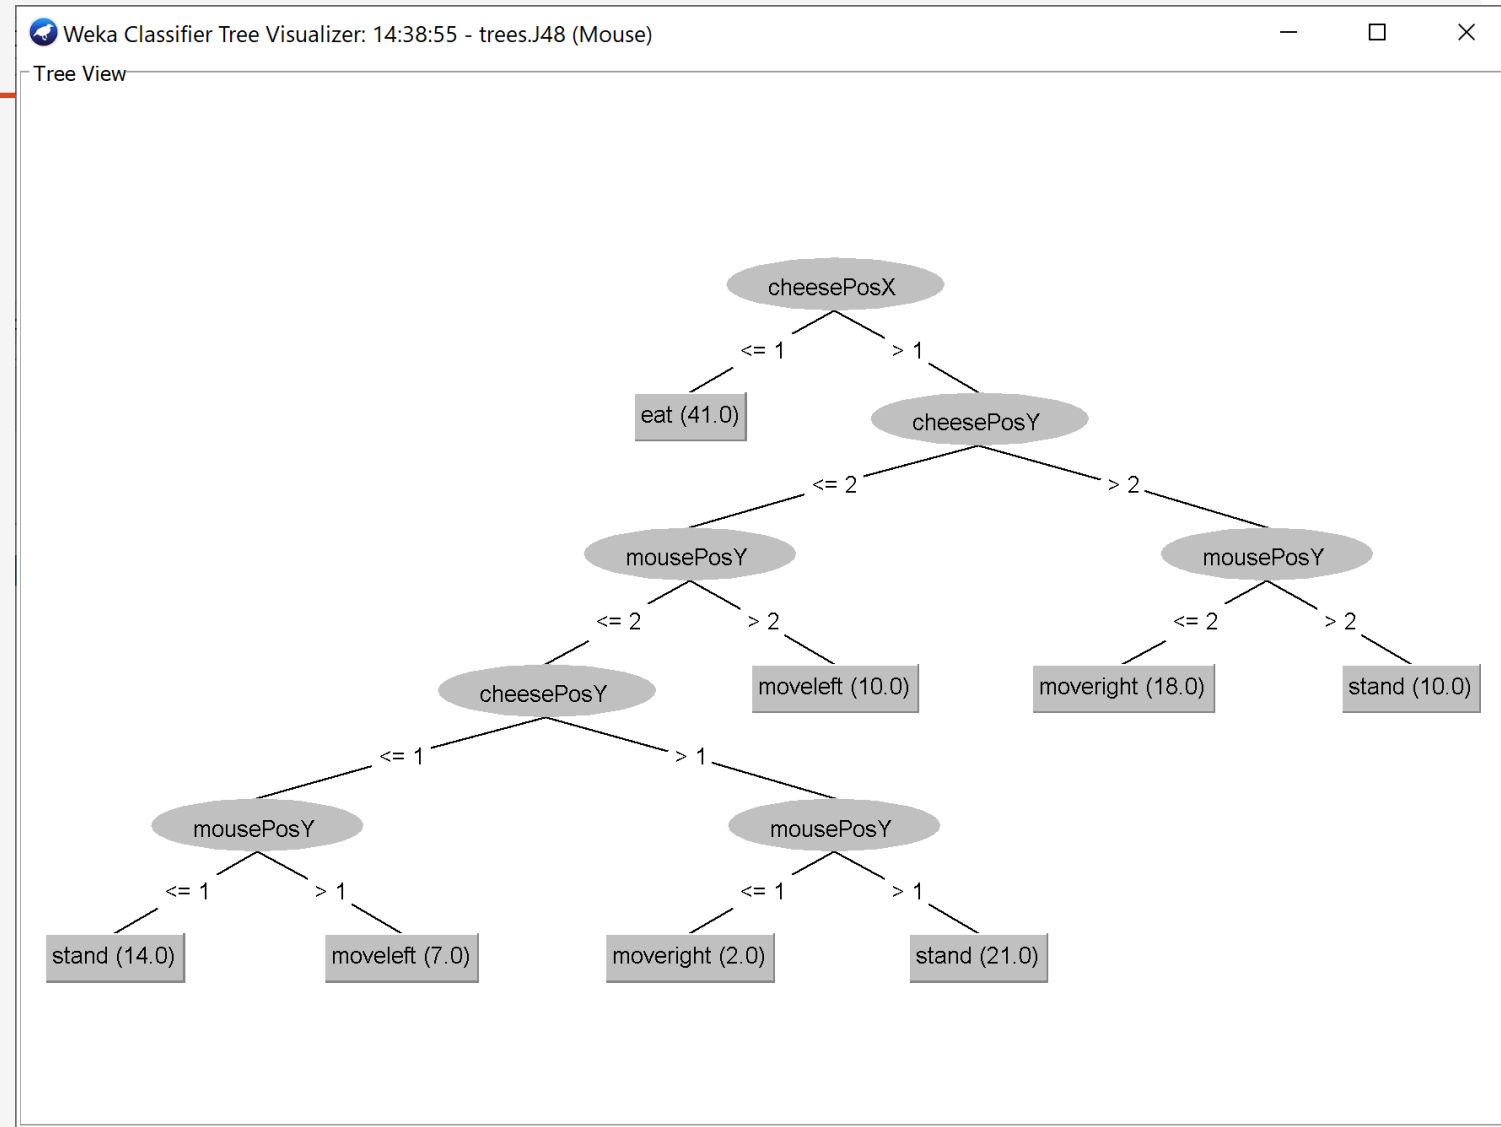 Weka Classifier Tree Visualizer: 14:38:55 - trees.J48 (Mouse)
Tree View
cheesePosX
<= 1
> 1
eat (41.0)
cheesePosY
<= 2
> 2
mousePosY
mousePosY
<= 2
> 2
<= 2
> 2
cheesePosY
moveleft (10.0)
moveright (18.0)
stand (10.0)
<= 1
> 1
mousePosY
mousePosY
<= 1
> 1
<= 1
> 1
stand (14.0)
moveleft (7.0)
moveright (2.0)
stand (21.0)